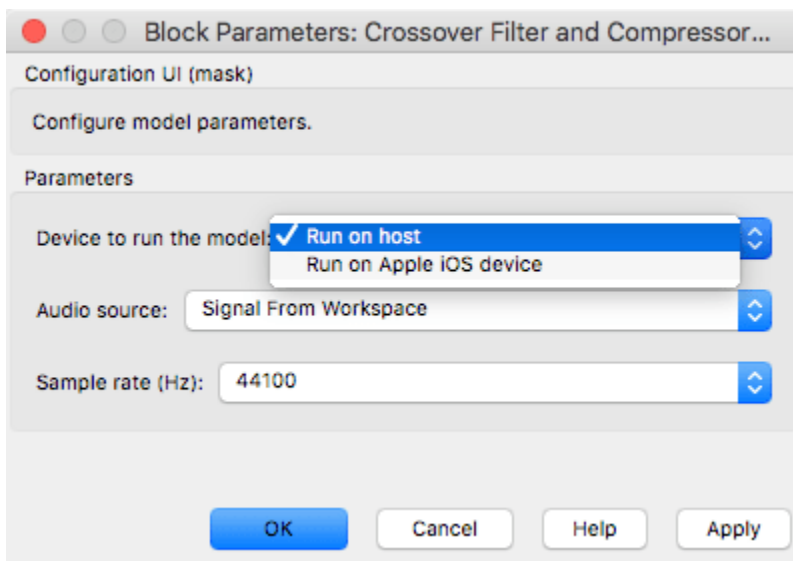 Block Parameters: Crossover Filter and Compressor...
Configuration UI (mask)
Configure model parameters.
Parameters
Device to run the model: ✓ Run on host
Run on Apple iOS device
Audio source: Signal From Workspace
Sample rate (Hz): 44100
OK Cancel Help Apply